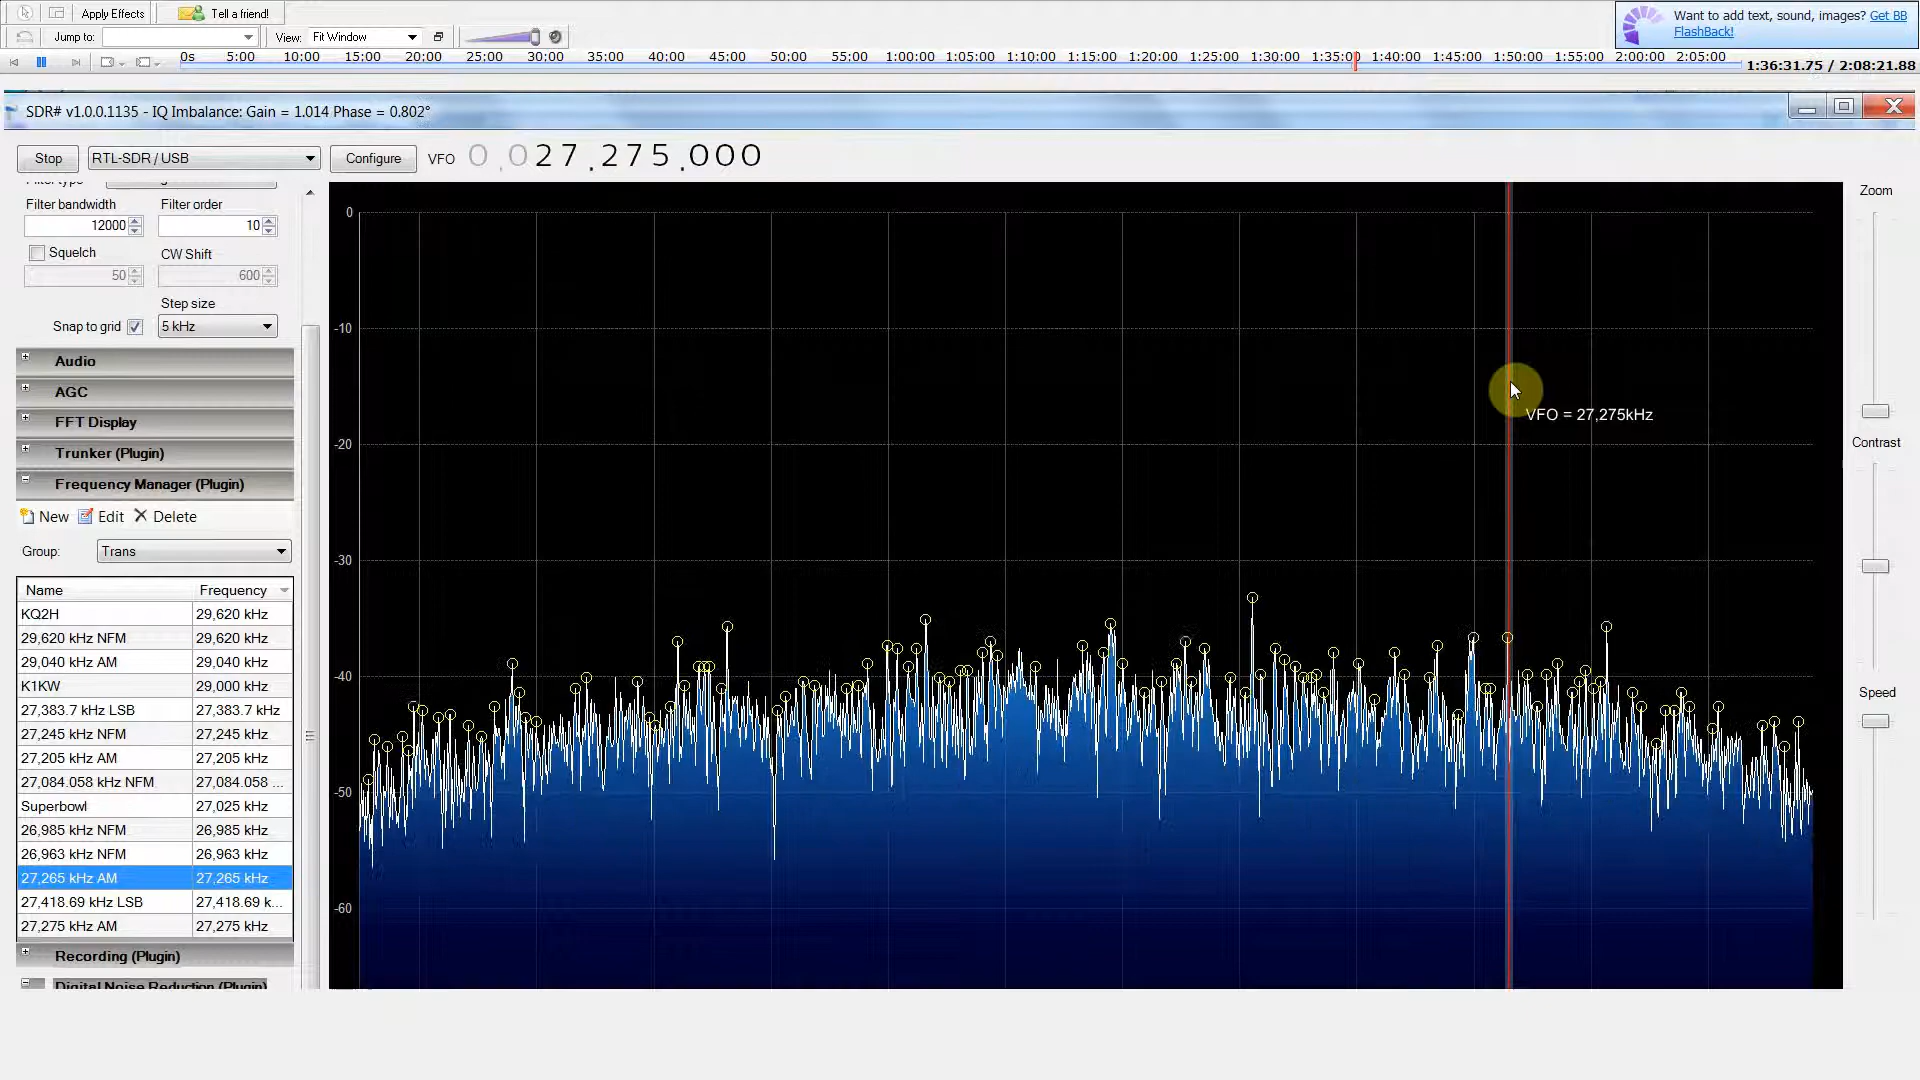 Apply Effects Tell a friend!
Want to add text, sound, images? Get BB
FlashBack!
Jump to: View: Fit Window
0s 5:00 10:00 15:00 20:00 25:00 30:00 35:00 40:00 45:00 50:00 55:00 1:00:00 1:05:00 1:10:00 1:15:00 1:20:00 1:25:00 1:30:00 1:35:00 1:40:00 1:45:00 1:50:00 1:55:00 2:00:00 2:05:00 1:36:31.75 / 2:08:21.88
SDR# v1.0.0.1135 - IQ Imbalance: Gain = 1.014 Phase = 0.802°
Stop RTL-SDR / USB Configure VFO 0.027.275.000
Filter type
Filter bandwidth Filter order
12000 10
Squelch CW Shift
50 600
Step size
Snap to grid 5 kHz
Audio
AGC
FFT Display
Trunker (Plugin)
Frequency Manager (Plugin)
New Edit Delete
Group: Trans
Name Frequency
KQ2H 29,620 kHz
29,620 kHz NFM 29,620 kHz
29,040 kHz AM 29,040 kHz
K1KW 29,000 kHz
27,383.7 kHz LSB 27,383.7 kHz
27,245 kHz NFM 27,245 kHz
27,205 kHz AM 27,205 kHz
27,084.058 kHz NFM 27,084.058 ...
Superbowl 27,025 kHz
26,985 kHz NFM 26,985 kHz
26,963 kHz NFM 26,963 kHz
27,265 kHz AM 27,265 kHz
27,418.69 kHz LSB 27,418.69 k...
27,275 kHz AM 27,275 kHz
Recording (Plugin)
Digital Noise Reduction (Plugin)
0
-10
-20
-30
-40
-50
-60
VFO = 27,275kHz
Zoom
Contrast
Speed